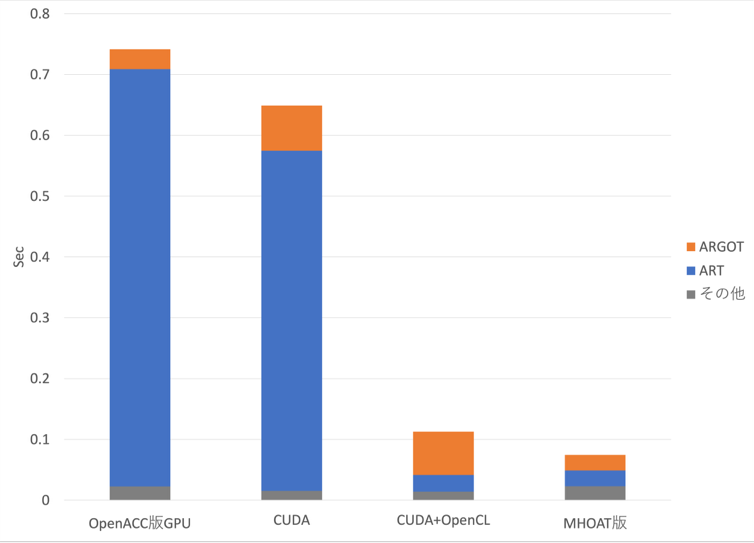 0.8
0.7
0.6
0.5
0.4
0.3
0.2
0.1
0
Sec
OpenACC版GPU
CUDA
CUDA+OpenCL
MHOAT版
ARGOT
ART
その他